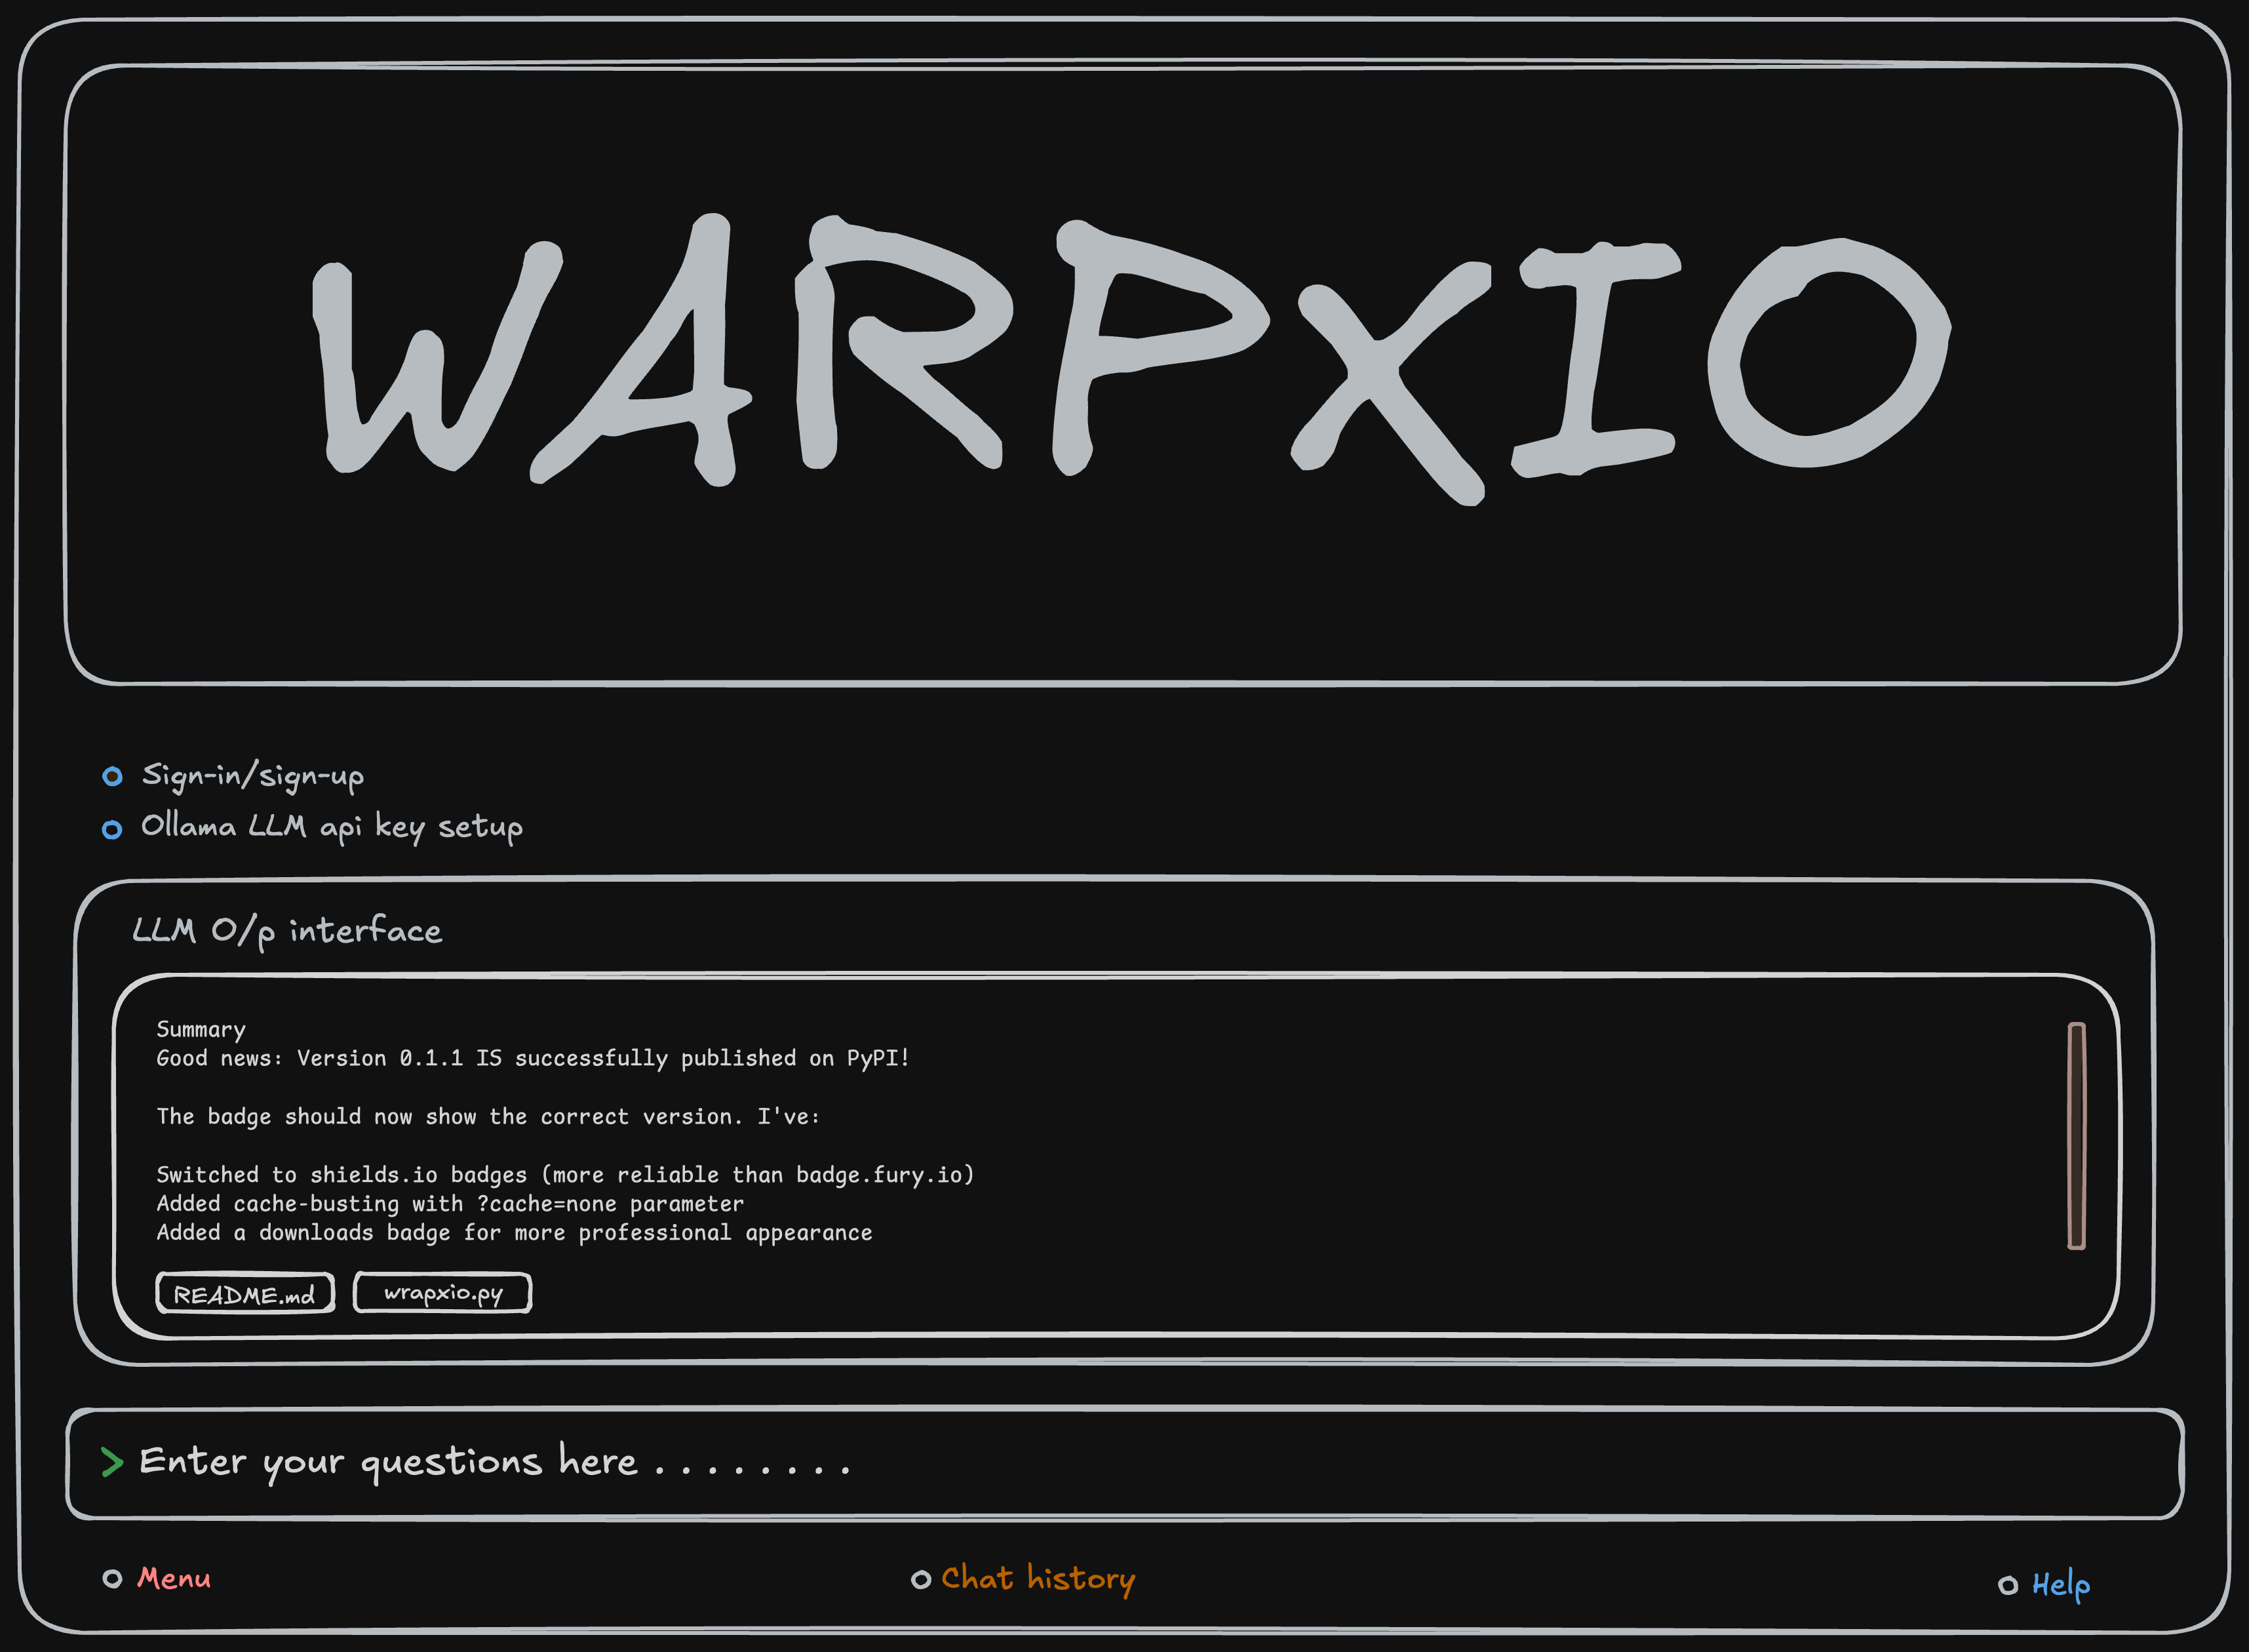 WARPXIO
Sign-in/sign-up
Ollama LLM api key setup
LLM O/p interface
Summary
Good news: Version 0.1.1 IS successfully published on PyPI!
The badge should now show the correct version. I've:
Switched to shields.io badges (more reliable than badge.fury.io)
Added cache-busting with ?cache=none parameter
Added a downloads badge for more professional appearance
README.md wrapxio.py
> Enter your questions here ........
Menu Chat history Help